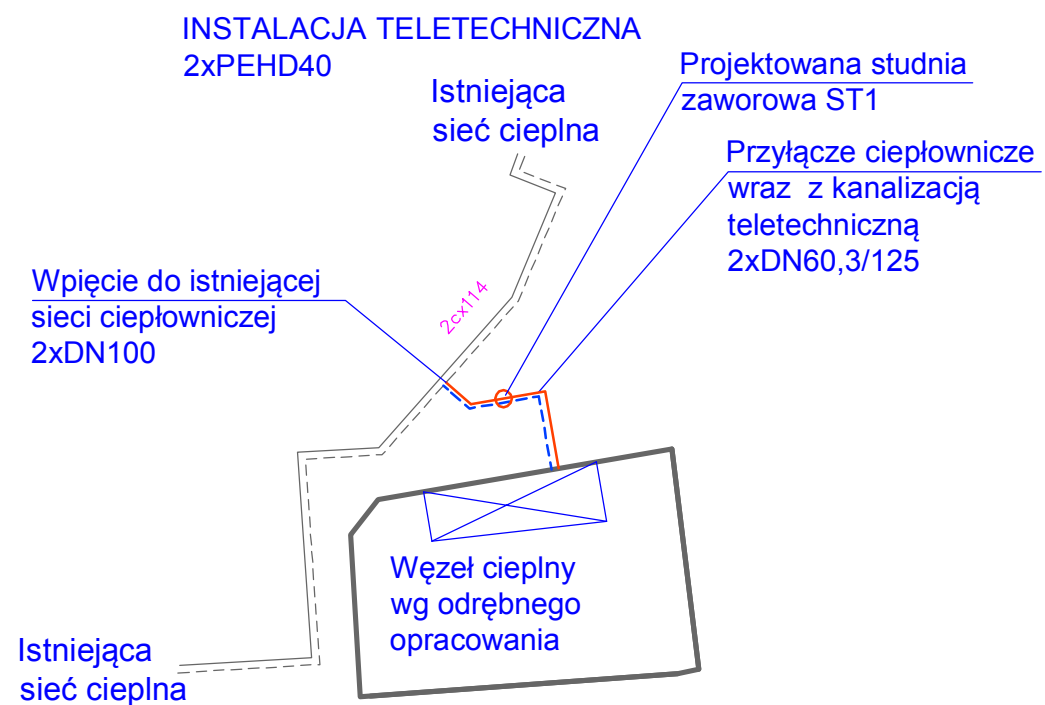 INSTALACJA TELETECHNICZNA
2xPEHD40
Istniejąca
sieć cieplna
Projektowana studnia
zaworowa ST1
Przyłącze ciepłownicze
wraz z kanalizacją
teletechniczną
2xDN60,3/125
Wpięcie do istniejącej
sieci ciepłowniczej
2xDN100
2cx114
Węzeł cieplny
wg odrębnego
opracowania
Istniejąca
sieć cieplna